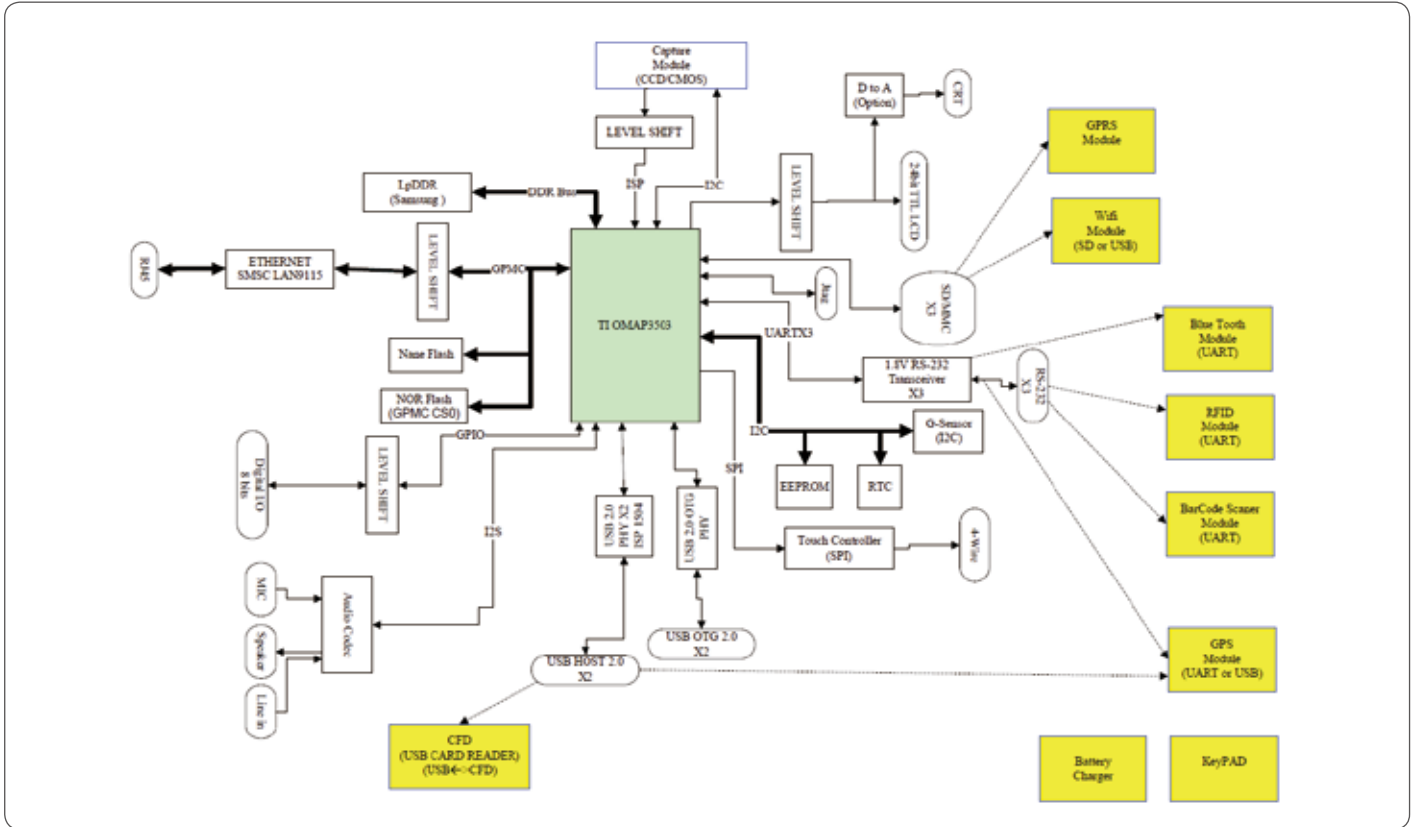 Capture
Module
(CCD/CMOS)
LEVEL SHIFT
ISP
I2C
D to A
(Option)
CRT
LEVEL SHIFT
24bit TTL LCD
GPRS
Module
Wifi
Module
(SD or USB)
LpDDR
(Samsung )
DDR Bus
RJ45
ETHERNET
SMSC LAN9115
LEVEL SHIFT
GPMC
TI OMAP3503
Jtag
SD/MMC
X3
UARTX3
Nane Flash
NOR Flash
(GPMC CS0)
1.8V RS-232
Transceiver
X3
RS-232
X3
Blue Tooth
Module
(UART)
RFID
Module
(UART)
BarCode Scaner
Module
(UART)
GPIO
LEVEL SHIFT
Digital I/O
8 bits
I2C
G-Sensor
(I2C)
EEPROM
RTC
SPI
Touch Controller
(SPI)
4-Wire
I2S
USB 2.0
PHY X2
ISP 1504
USB 2.0 OTG
PHY
MIC
Speaker
Line in
Audio Codec
USB HOST 2.0
X2
USB OTG 2.0
X2
GPS
Module
(UART or USB)
CFD
(USB CARD READER)
(USB<->CFD)
Battery
Charger
KeyPAD